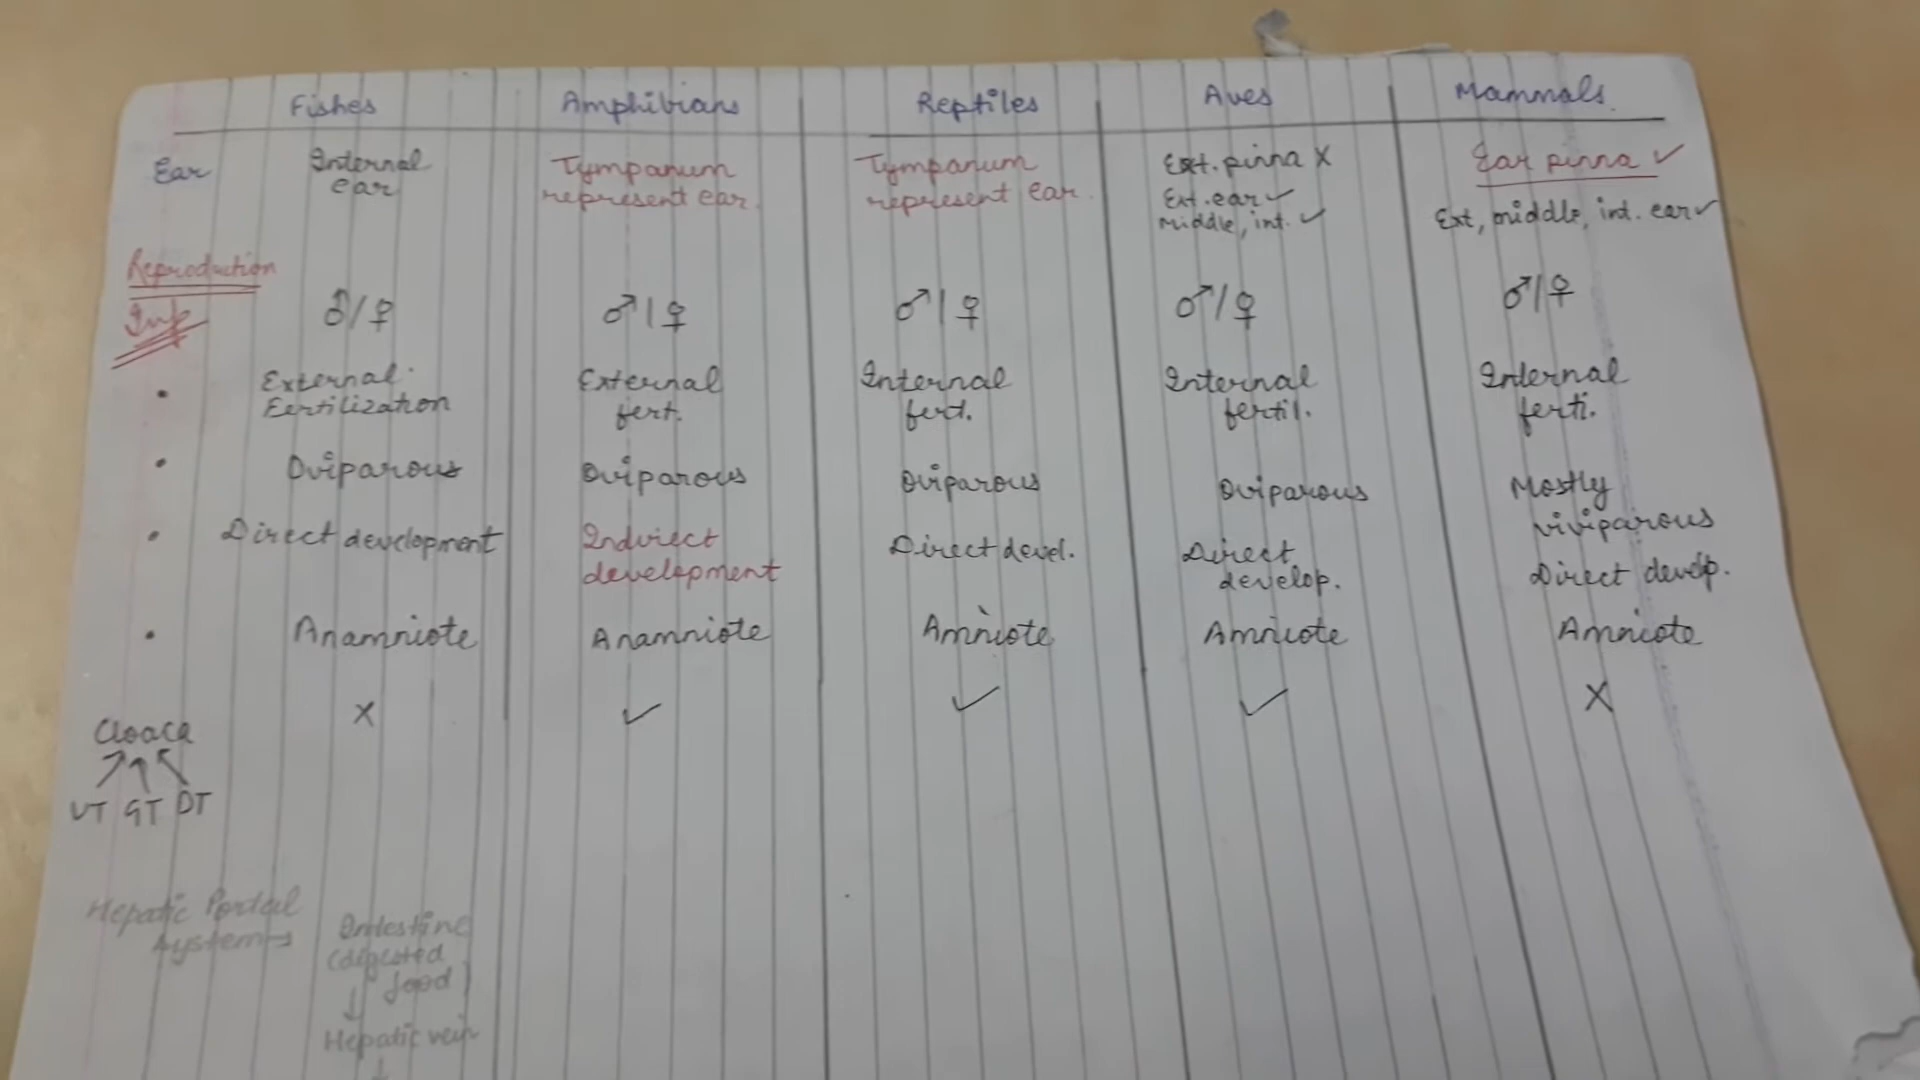 Fishes Amphibians Reptiles Aves Mammals.
Ear Internal ear Tympanum represent ear. Tympanum represent ear. Ext. pinna X Ext. ear ✓ Middle, int. ✓ Ear pinna ✓ Ext, middle, int. ear ✓
Reproduction
Imp ♂/♀ ♂/♀ ♂/♀ ♂/♀ ♂/♀
• External Fertilization External fert. Internal fert. Internal fertil. Internal ferti.
• Oviparous Oviparous Oviparous Oviparous Mostly viviparous
• Direct development Indirect development Direct devel. Direct develop. Direct develp.
• Anamniote Anamniote Amniote Amniote Amniote
Cloaca X ✓ ✓ ✓ X
UT GT DT
Hepatic Portal System → Intestine
(digested food)
↓
Hepatic vein
↓